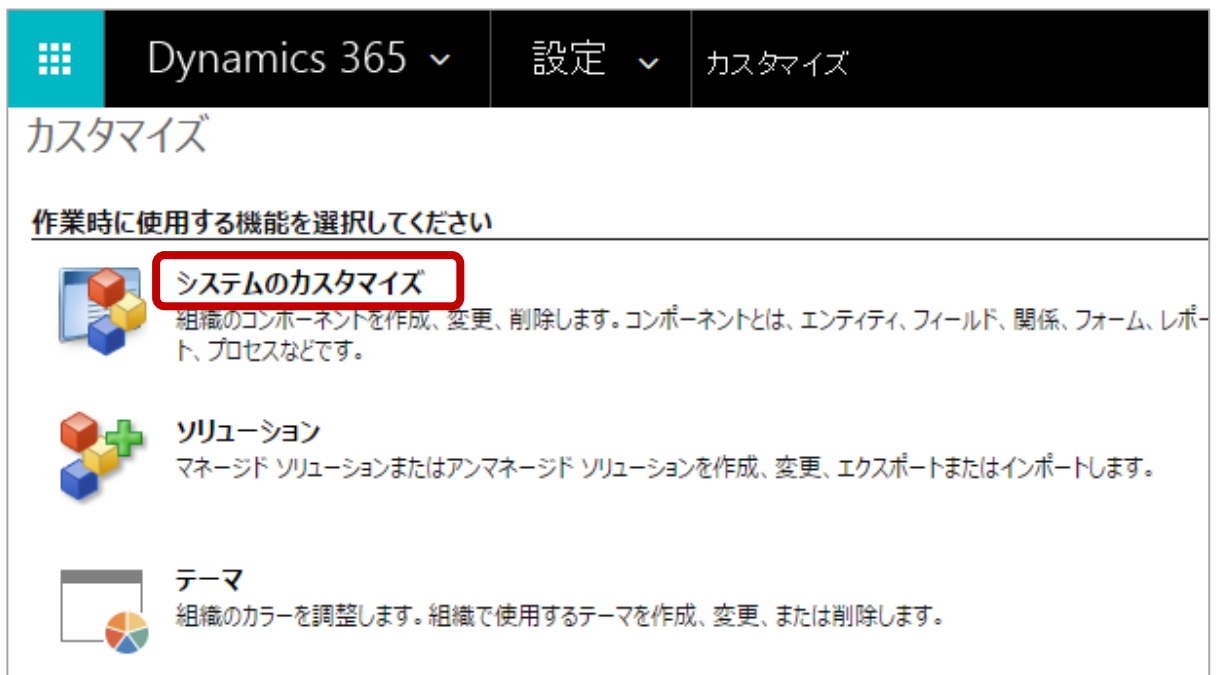 Dynamics 365 設定 カスタマイズ
カスタマイズ
作業時に使用する機能を選択してください
システムのカスタマイズ
組織のコンポーネントを作成、変更、削除します。コンポーネントとは、エンティティ、フィールド、関係、フォーム、レポー
ト、プロセスなどです。
ソリューション
マネージド ソリューションまたはアンマネージド ソリューションを作成、変更、エクスポートまたはインポートします。
テーマ
組織のカラーを調整します。組織で使用するテーマを作成、変更、または削除します。